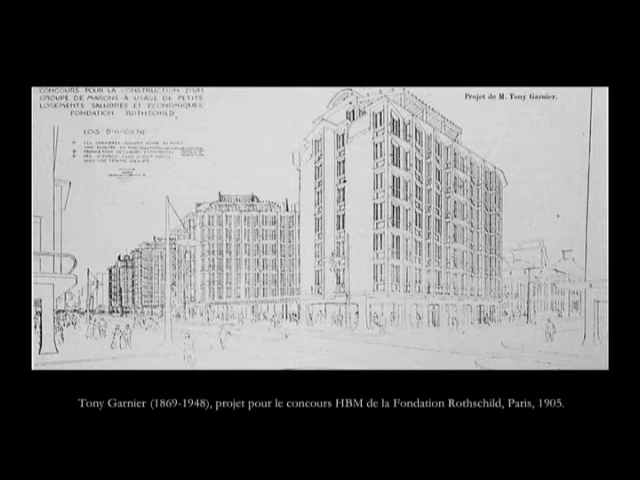 CONCOURS POUR LA CONSTRUCTION D'UN
GROUPE DE MAISONS A USAGE DE PETITS
LOGEMENTS SALUBRES ET ECONOMIQUES
FONDATION ROTHSCHILD
Projet de M. Tony Garnier.
LOIS D'HYGIENE
Tony Garnier (1869-1948), projet pour le concours HBM de la Fondation Rothschild, Paris, 1905.